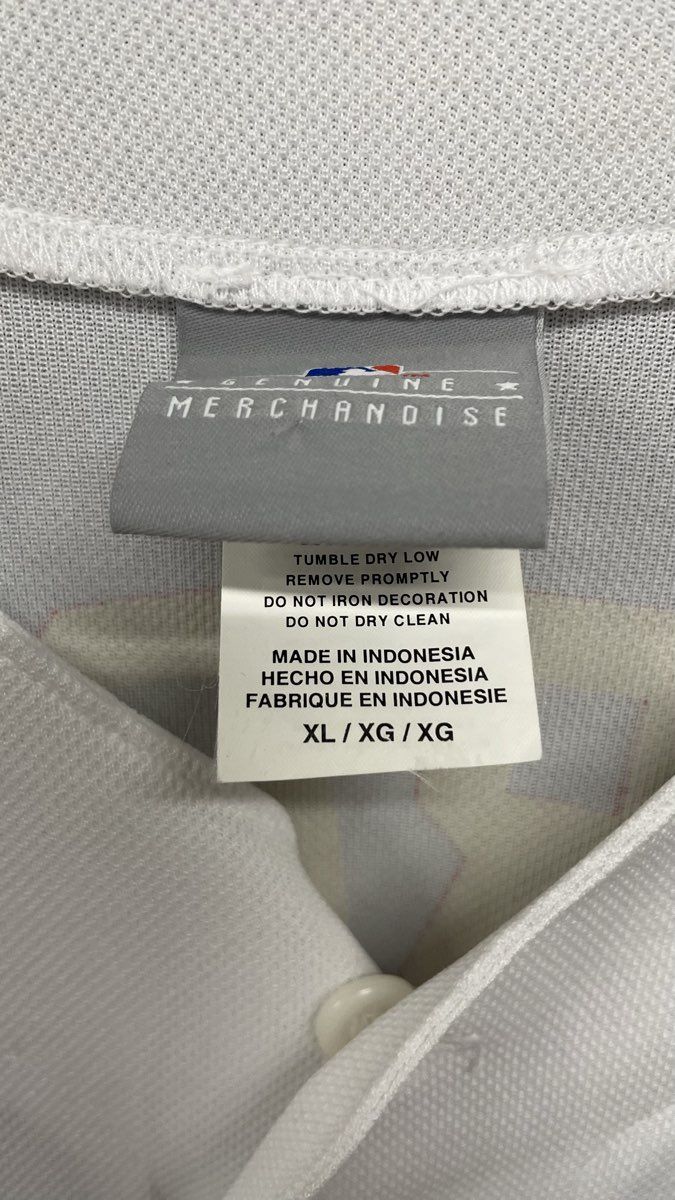 GENUINE
MERCHANDISE
TUMBLE DRY LOW
REMOVE PROMPTLY
DO NOT IRON DECORATION
DO NOT DRY CLEAN
MADE IN INDONESIA
HECHO EN INDONESIA
FABRIQUE EN INDONESIE
XL / XG / XG